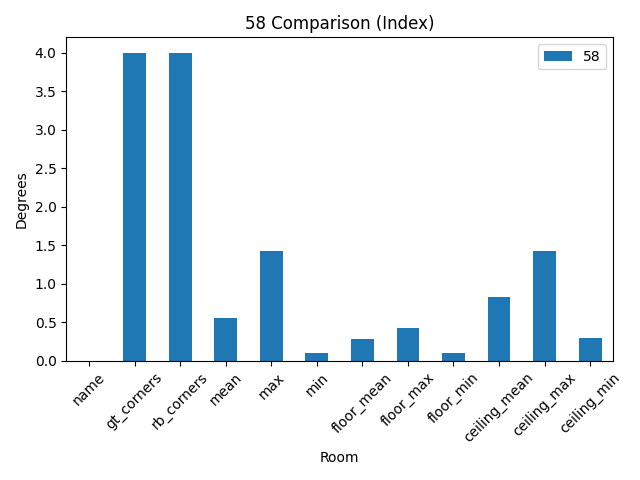 58 Comparison (Index)
58
Degrees
4.0
3.5
3.0
2.5
2.0
1.5
1.0
0.5
0.0
name
gt_corners
rb_corners
mean
max
min
floor_mean
floor_max
floor_min
ceiling_mean
ceiling_max
ceiling_min
Room